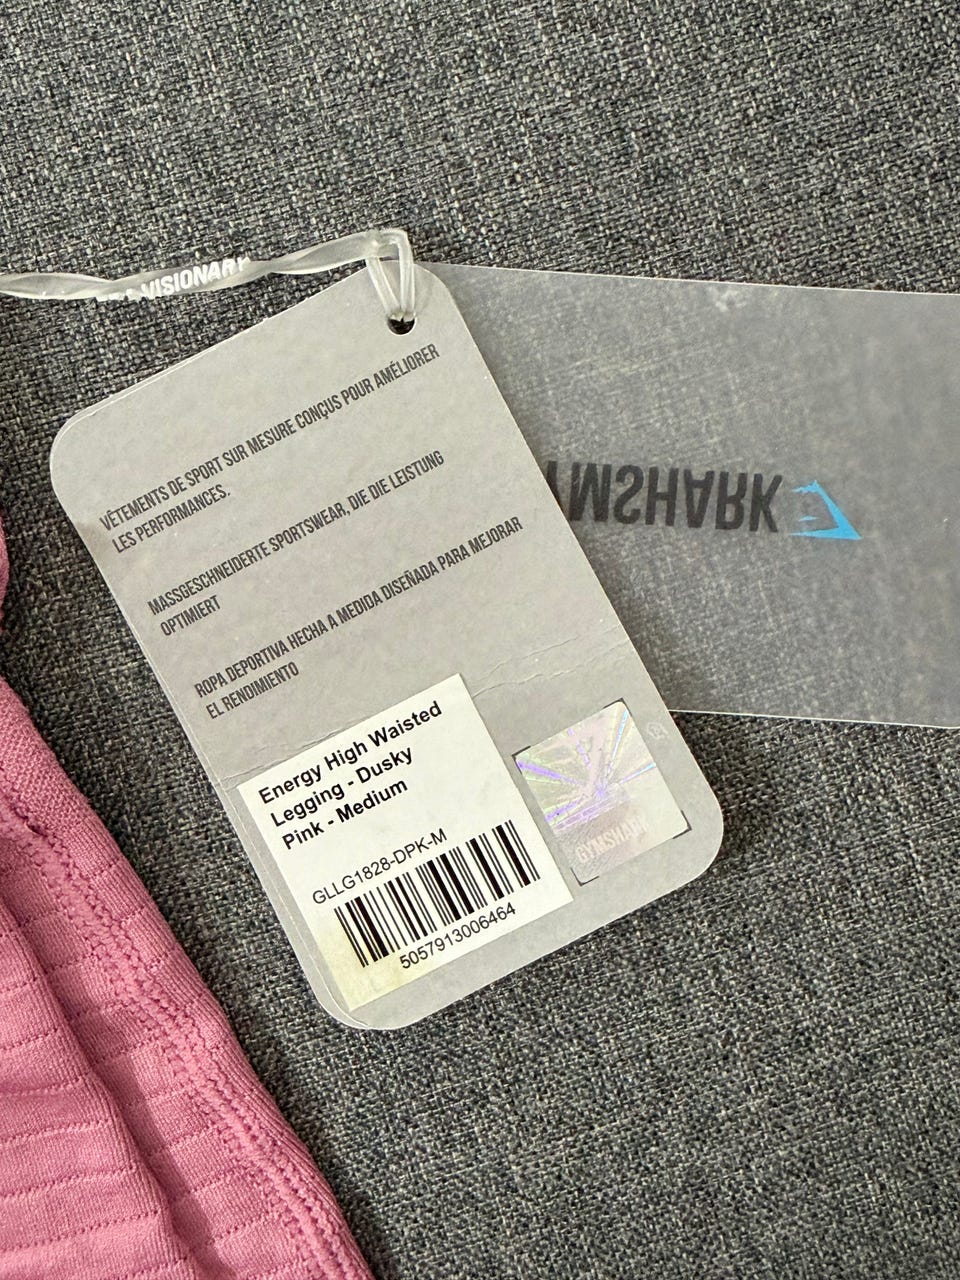 VISIONARY
VÊTEMENTS DE SPORT SUR MESURE CONÇUS POUR AMÉLIORER
LES PERFORMANCES.
MASSGESCHNEIDERTE SPORTSWEAR, DIE DIE LEISTUNG
OPTIMIERT
ROPA DEPORTIVA HECHA A MEDIDA DISEÑADA PARA MEJORAR
EL RENDIMIENTO
Energy High Waisted
Legging - Dusky
Pink - Medium
GLLG1828-DPK-M
5057913006464
GYMSHARK
YMSHARK